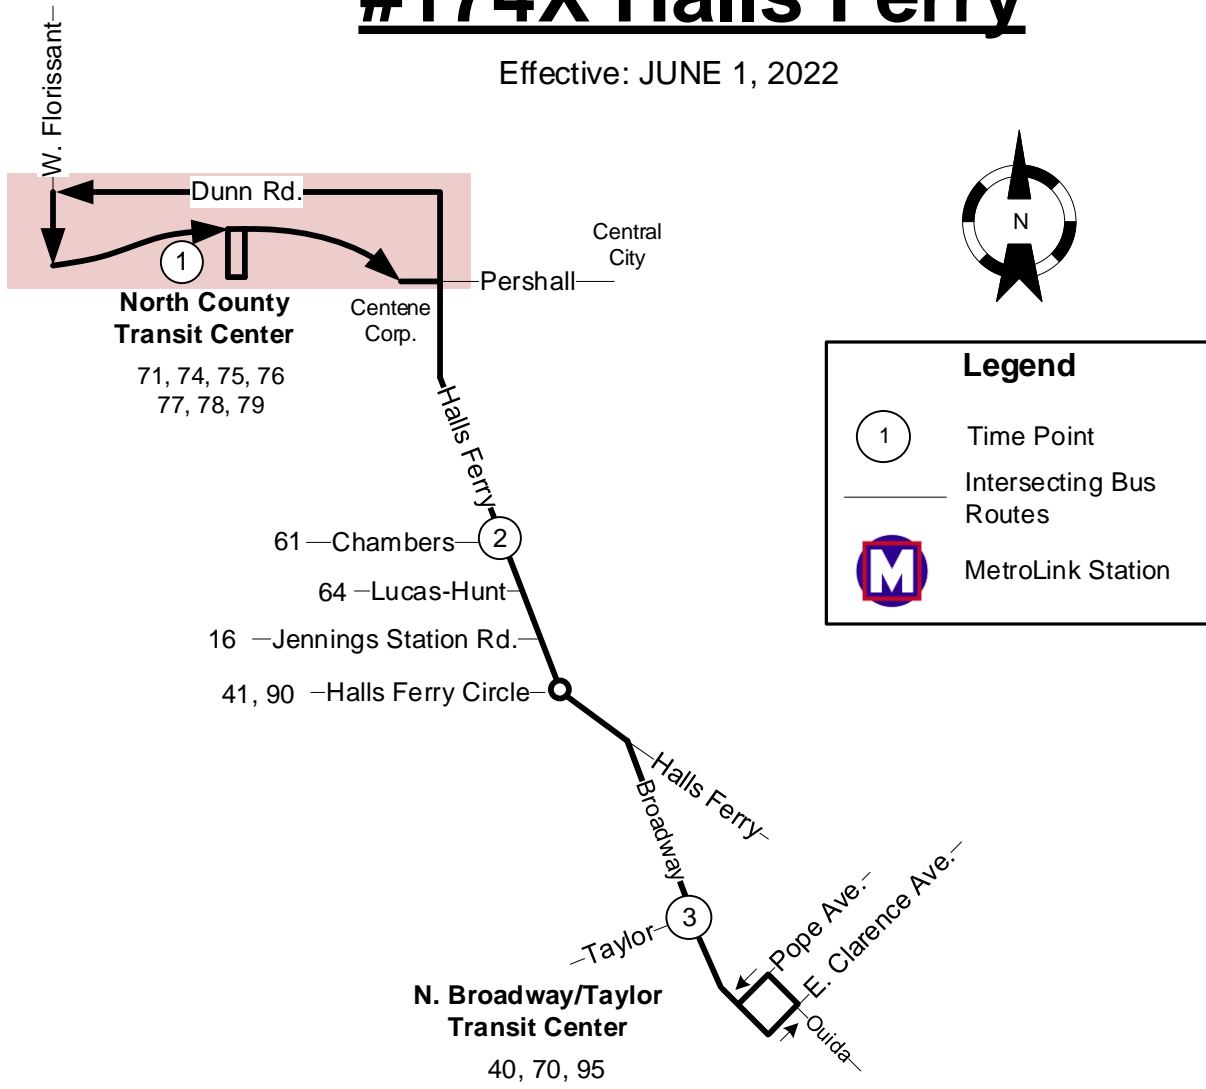 #174X Halls Ferry
Effective: JUNE 1, 2022
W. Florissant
Dunn Rd.
N
Central
City
1
Pershall
North County
Transit Center
Centene
Corp.
71, 74, 75, 76
77, 78, 79
Legend
1
Time Point
Intersecting Bus
Routes
MetroLink Station
M
Halls Ferry
61
Chambers
2
64
Lucas-Hunt
16
Jennings Station Rd.
41, 90
Halls Ferry Circle
Halls Ferry
Broadway
3
Taylor
Pope Ave.
E. Clarence Ave.
Ouida
N. Broadway/Taylor
Transit Center
40, 70, 95